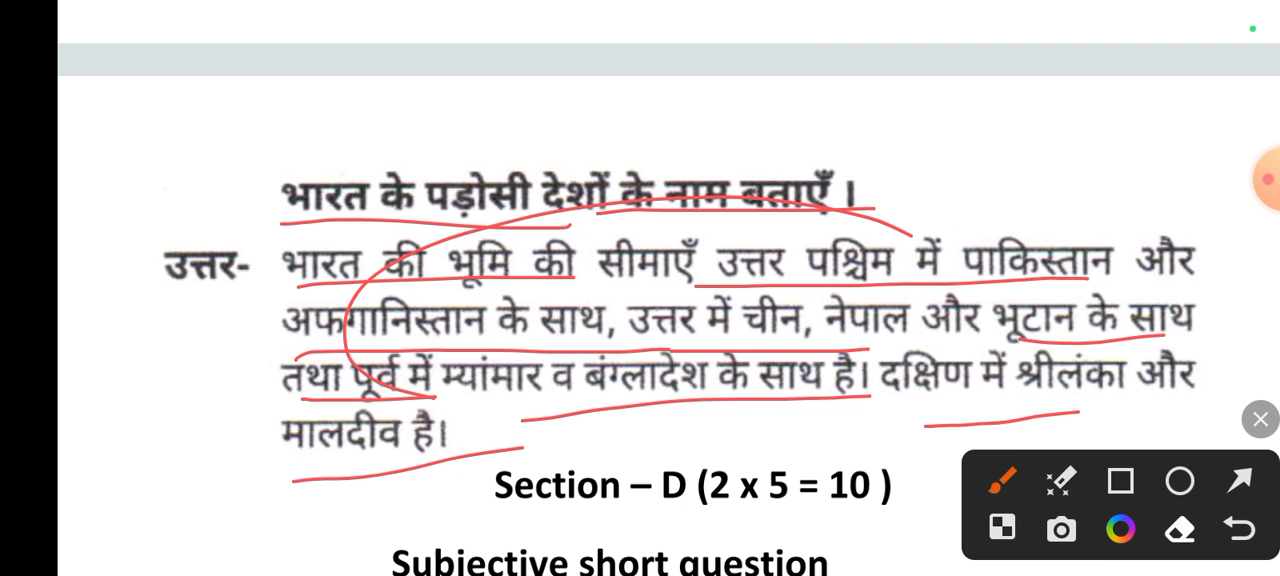 भारत के पड़ोसी देशों के नाम बताएँ ।
उत्तर- भारत की भूमि की सीमाएँ उत्तर पश्चिम में पाकिस्तान और
अफगानिस्तान के साथ, उत्तर में चीन, नेपाल और भूटान के साथ
तथा पूर्व में म्यांमार व बंग्लादेश के साथ है। दक्षिण में श्रीलंका और
मालदीव है।
Section – D (2 x 5 = 10 )
Subjective short question